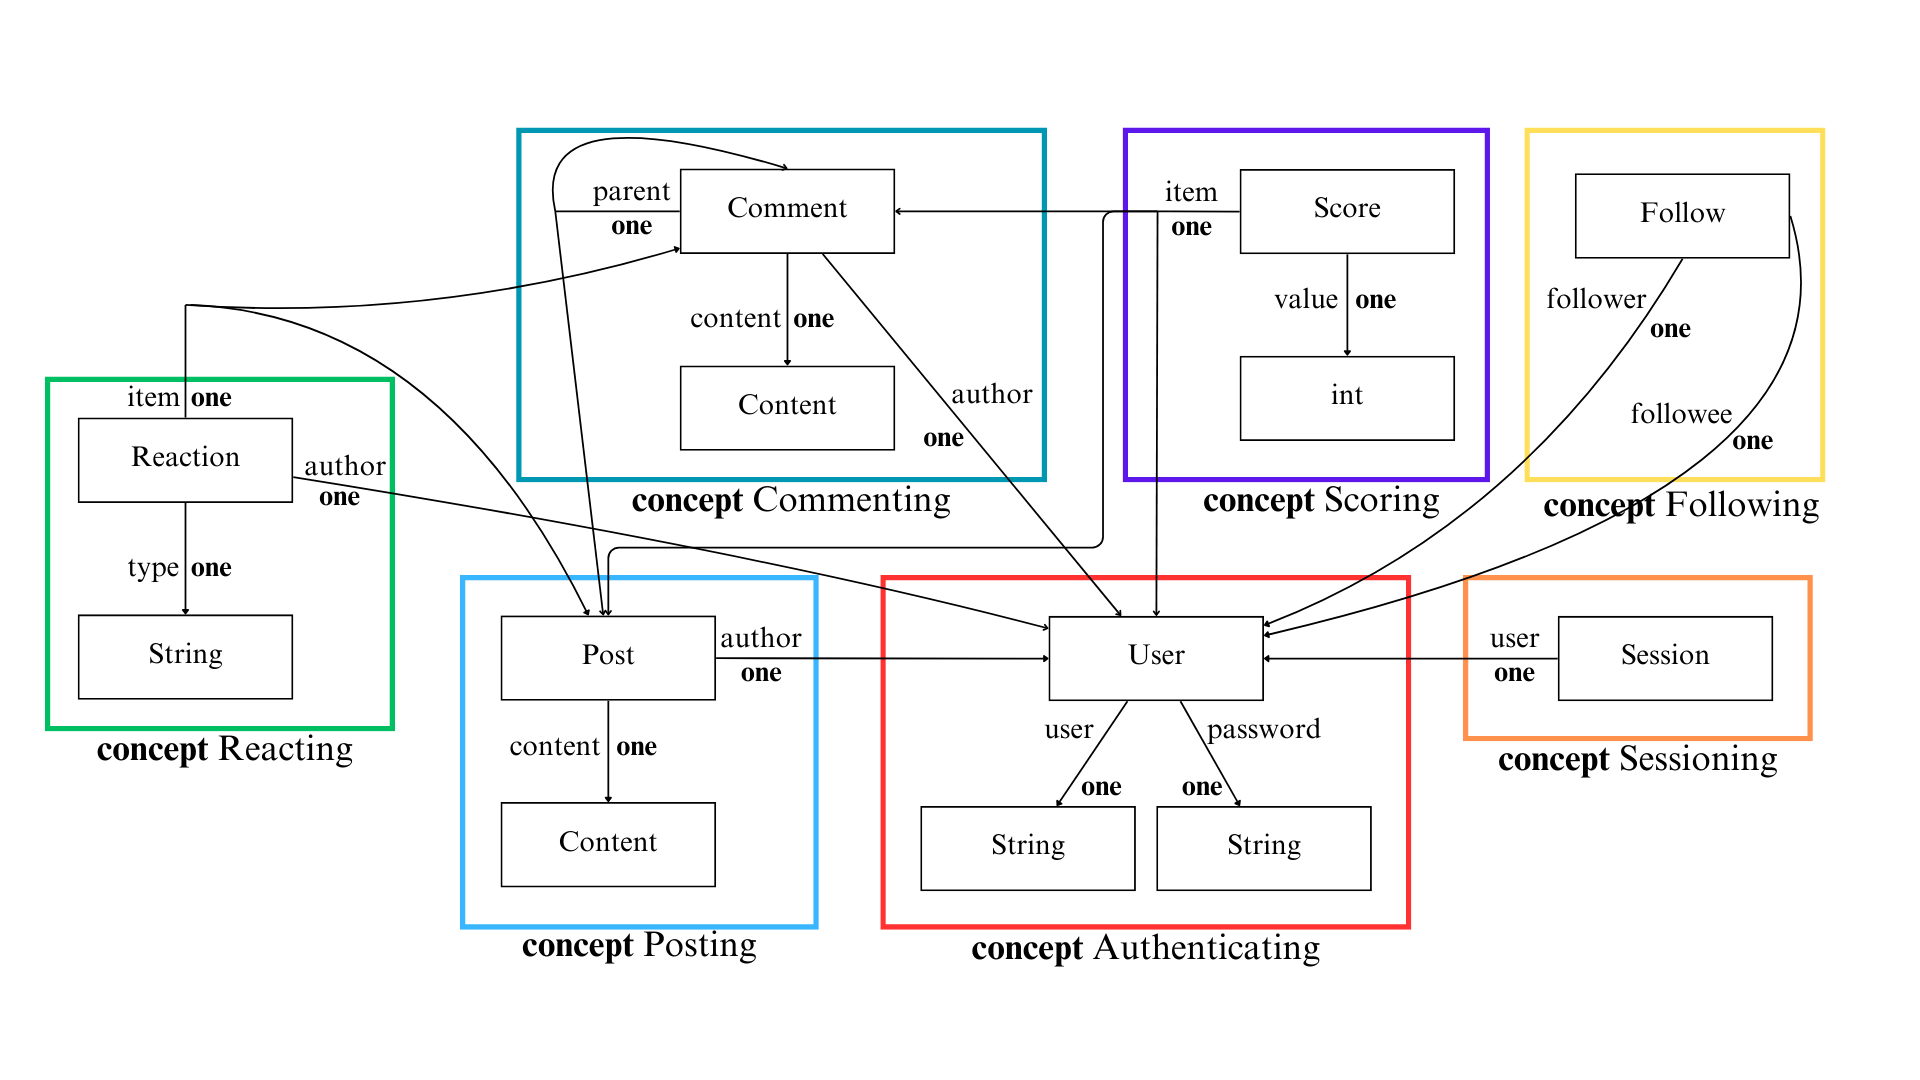 parent
one
Comment
content one
Content
author
one
concept Commenting
item
one
Score
value one
int
concept Scoring
Follow
follower
one
followee
one
concept Following
item one
Reaction
author
one
type one
String
concept Reacting
Post
author
one
content one
Content
concept Posting
User
user
one
password
one
String
String
concept Authenticating
user
one
Session
concept Sessioning